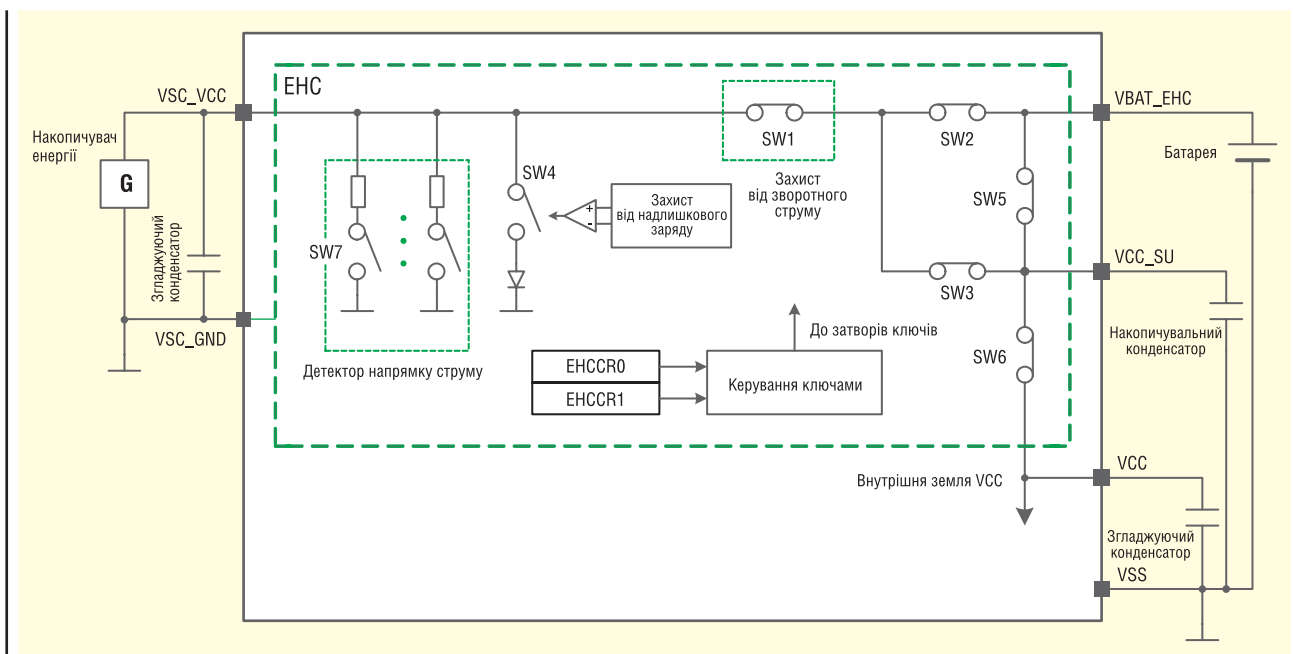 EHC
VSC_VCC
VBAT_EHC
Накопичувач
енергії
G
Згладжуючий
конденсатор
VSC_GND
SW7
Детектор напрямку струму
SW4
Захист
від надлишкового
заряду
+
-
SW1
Захист
від зворотного
струму
SW2
SW5
SW3
SW6
Батарея
VCC_SU
Накопичувальний
конденсатор
До затворів ключів
EHCCR0
EHCCR1
Керування ключами
Внутрішня земля VCC
VCC
Згладжуючий
конденсатор
VSS